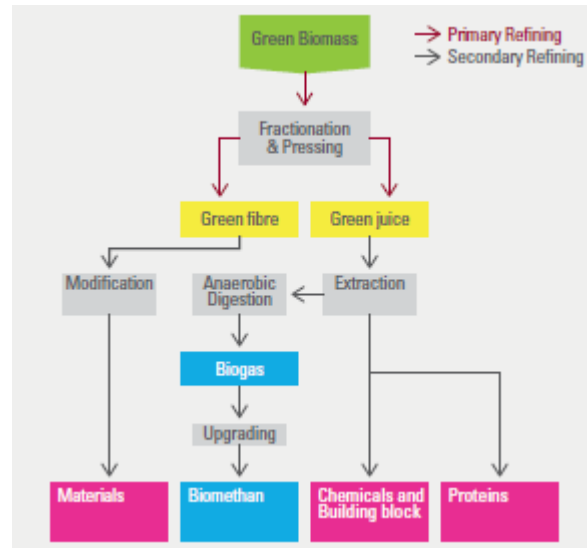 Green Biomass
Primary Refining
Secondary Refining
Fractionation
& Pressing
Green fibre
Green juice
Modification
Anaerobic
Digestion
Extraction
Biogas
Upgrading
Materials
Biomethan
Chemicals and
Building block
Proteins